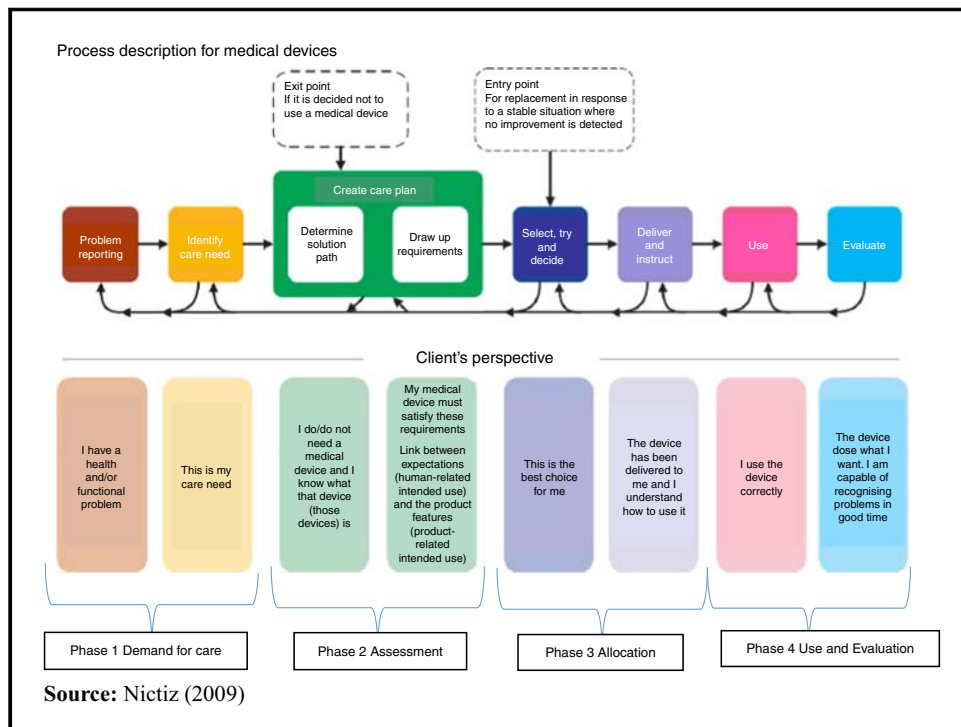 Process description for medical devices
Exit point
If it is decided not to
use a medical device
Entry point
For replacement in response
to a stable situation where
no improvement is detected
Create care plan
Problem
reporting
Identify
care need
Determine
solution
path
Draw up
requirements
Select, try
and
decide
Deliver
and
instruct
Use
Evaluate
Client's perspective
I have a
health
and/or
functional
problem
This is my
care need
I do/do not
need a
medical
device and I
know what
that device
(those
devices) is
My medical
device must
satisfy these
requirements
Link between
expectations
(human-related
intended use)
and the product
features
(product-
related
intended use)
This is the
best choice
for me
The device
has been
delivered to
me and I
understand
how to use it
I use the
device
correctly
The device
dose what I
want. I am
capable of
recognising
problems in
good time
Phase 1 Demand for care
Phase 2 Assessment
Phase 3 Allocation
Phase 4 Use and Evaluation
Source: Nictiz (2009)